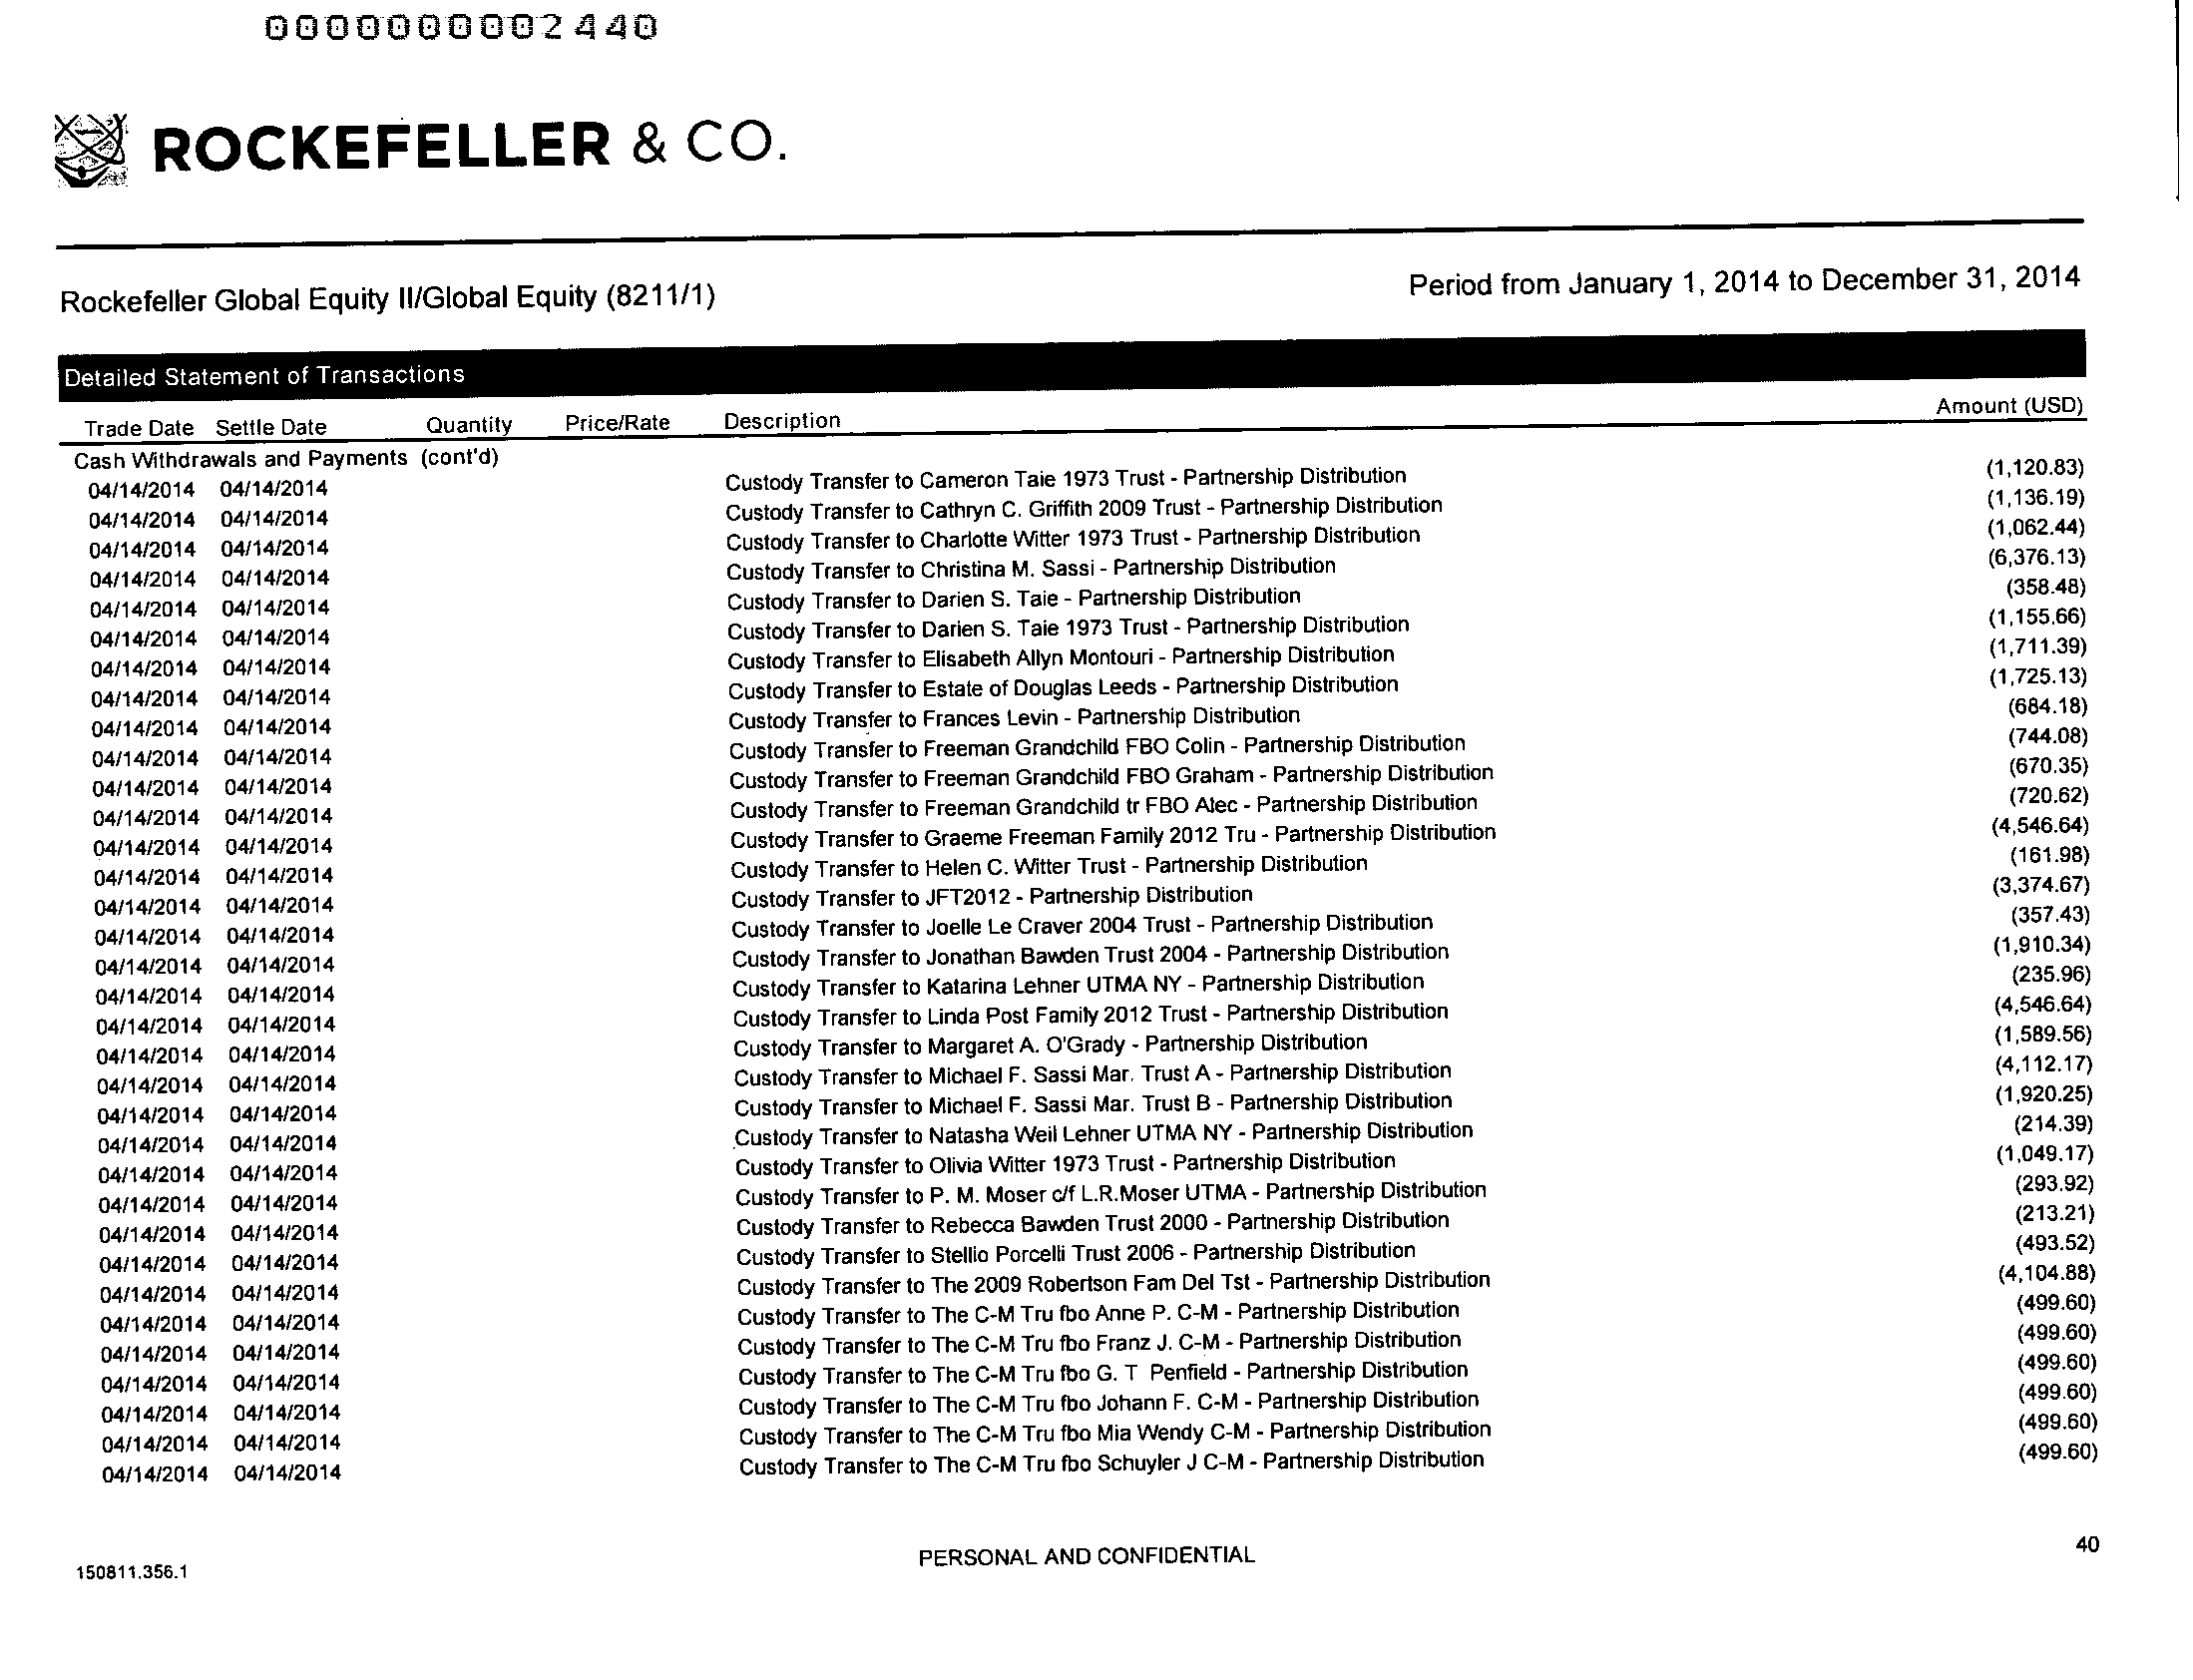 0000000002440
ROCKEFELLER & CO.
Rockefeller Global Equity II/Global Equity (8211/1) Period from January 1, 2014 to December 31, 2014
Detailed Statement of Transactions
Trade Date Settle Date Quantity Price/Rate Description Amount (USD)
Cash Withdrawals and Payments (cont'd)
04/14/2014 04/14/2014 Custody Transfer to Cameron Taie 1973 Trust - Partnership Distribution (1,120.83)
04/14/2014 04/14/2014 Custody Transfer to Cathryn C. Griffith 2009 Trust - Partnership Distribution (1,136.19)
04/14/2014 04/14/2014 Custody Transfer to Charlotte Witter 1973 Trust - Partnership Distribution (1,062.44)
04/14/2014 04/14/2014 Custody Transfer to Christina M. Sassi - Partnership Distribution (6,376.13)
04/14/2014 04/14/2014 Custody Transfer to Darien S. Taie - Partnership Distribution (358.48)
04/14/2014 04/14/2014 Custody Transfer to Darien S. Taie 1973 Trust - Partnership Distribution (1,155.66)
04/14/2014 04/14/2014 Custody Transfer to Elisabeth Allyn Montouri - Partnership Distribution (1,711.39)
04/14/2014 04/14/2014 Custody Transfer to Estate of Douglas Leeds - Partnership Distribution (1,725.13)
04/14/2014 04/14/2014 Custody Transfer to Frances Levin - Partnership Distribution (684.18)
04/14/2014 04/14/2014 Custody Transfer to Freeman Grandchild FBO Colin - Partnership Distribution (744.08)
04/14/2014 04/14/2014 Custody Transfer to Freeman Grandchild FBO Graham - Partnership Distribution (670.35)
04/14/2014 04/14/2014 Custody Transfer to Freeman Grandchild tr FBO Alec - Partnership Distribution (720.62)
04/14/2014 04/14/2014 Custody Transfer to Graeme Freeman Family 2012 Tru - Partnership Distribution (4,546.64)
04/14/2014 04/14/2014 Custody Transfer to Helen C. Witter Trust - Partnership Distribution (161.98)
04/14/2014 04/14/2014 Custody Transfer to JFT2012 - Partnership Distribution (3,374.67)
04/14/2014 04/14/2014 Custody Transfer to Joelle Le Craver 2004 Trust - Partnership Distribution (357.43)
04/14/2014 04/14/2014 Custody Transfer to Jonathan Bawden Trust 2004 - Partnership Distribution (1,910.34)
04/14/2014 04/14/2014 Custody Transfer to Katarina Lehner UTMA NY - Partnership Distribution (235.96)
04/14/2014 04/14/2014 Custody Transfer to Linda Post Family 2012 Trust - Partnership Distribution (4,546.64)
04/14/2014 04/14/2014 Custody Transfer to Margaret A. O'Grady - Partnership Distribution (1,589.56)
04/14/2014 04/14/2014 Custody Transfer to Michael F. Sassi Mar. Trust A - Partnership Distribution (4,112.17)
04/14/2014 04/14/2014 Custody Transfer to Michael F. Sassi Mar. Trust B - Partnership Distribution (1,920.25)
04/14/2014 04/14/2014 Custody Transfer to Natasha Weil Lehner UTMA NY - Partnership Distribution (214.39)
04/14/2014 04/14/2014 Custody Transfer to Olivia Witter 1973 Trust - Partnership Distribution (1,049.17)
04/14/2014 04/14/2014 Custody Transfer to P. M. Moser c/f L.R.Moser UTMA - Partnership Distribution (293.92)
04/14/2014 04/14/2014 Custody Transfer to Rebecca Bawden Trust 2000 - Partnership Distribution (213.21)
04/14/2014 04/14/2014 Custody Transfer to Stellio Porcelli Trust 2006 - Partnership Distribution (493.52)
04/14/2014 04/14/2014 Custody Transfer to The 2009 Robertson Fam Del Tst - Partnership Distribution (4,104.88)
04/14/2014 04/14/2014 Custody Transfer to The C-M Tru fbo Anne P. C-M - Partnership Distribution (499.60)
04/14/2014 04/14/2014 Custody Transfer to The C-M Tru fbo Franz J. C-M - Partnership Distribution (499.60)
04/14/2014 04/14/2014 Custody Transfer to The C-M Tru fbo G. T Penfield - Partnership Distribution (499.60)
04/14/2014 04/14/2014 Custody Transfer to The C-M Tru fbo Johann F. C-M - Partnership Distribution (499.60)
04/14/2014 04/14/2014 Custody Transfer to The C-M Tru fbo Mia Wendy C-M - Partnership Distribution (499.60)
04/14/2014 04/14/2014 Custody Transfer to The C-M Tru fbo Schuyler J C-M - Partnership Distribution (499.60)
150811.356.1 PERSONAL AND CONFIDENTIAL 40